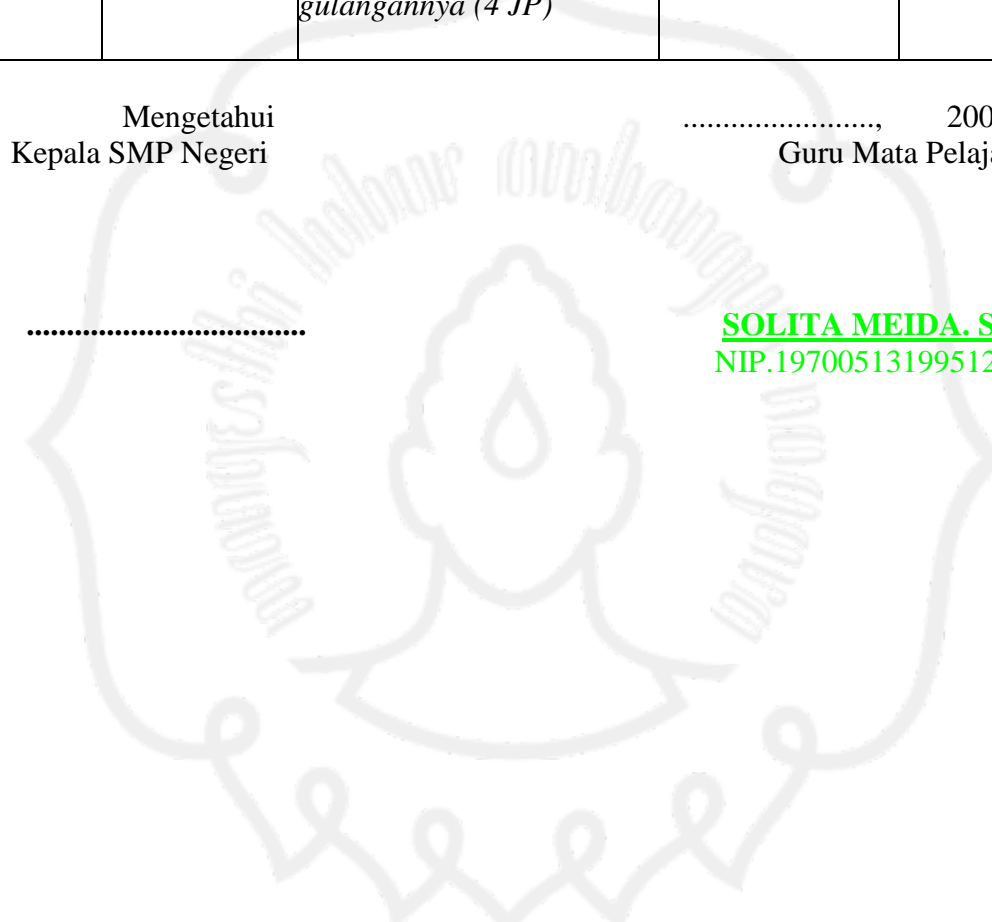 gulangannya (4 JP)
Mengetahui
Kepala SMP Negeri
........................, 200
Guru Mata Pelaja
...................................
SOLITA MEIDA. S
NIP.19700513199512